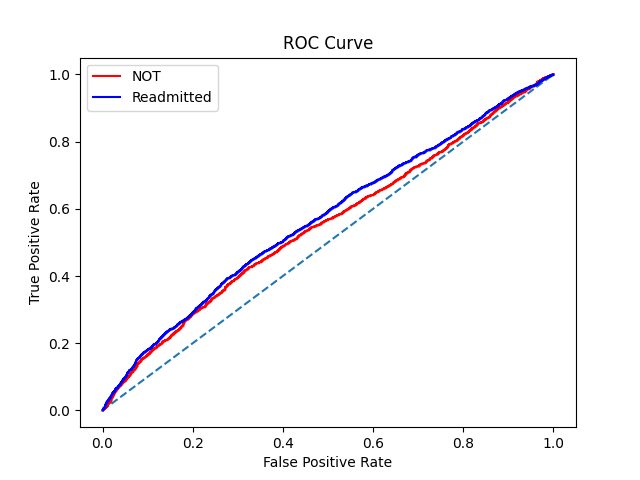 ROC Curve
NOT
Readmitted
True Positive Rate
1.0
0.8
0.6
0.4
0.2
0.0
0.0 0.2 0.4 0.6 0.8 1.0
False Positive Rate